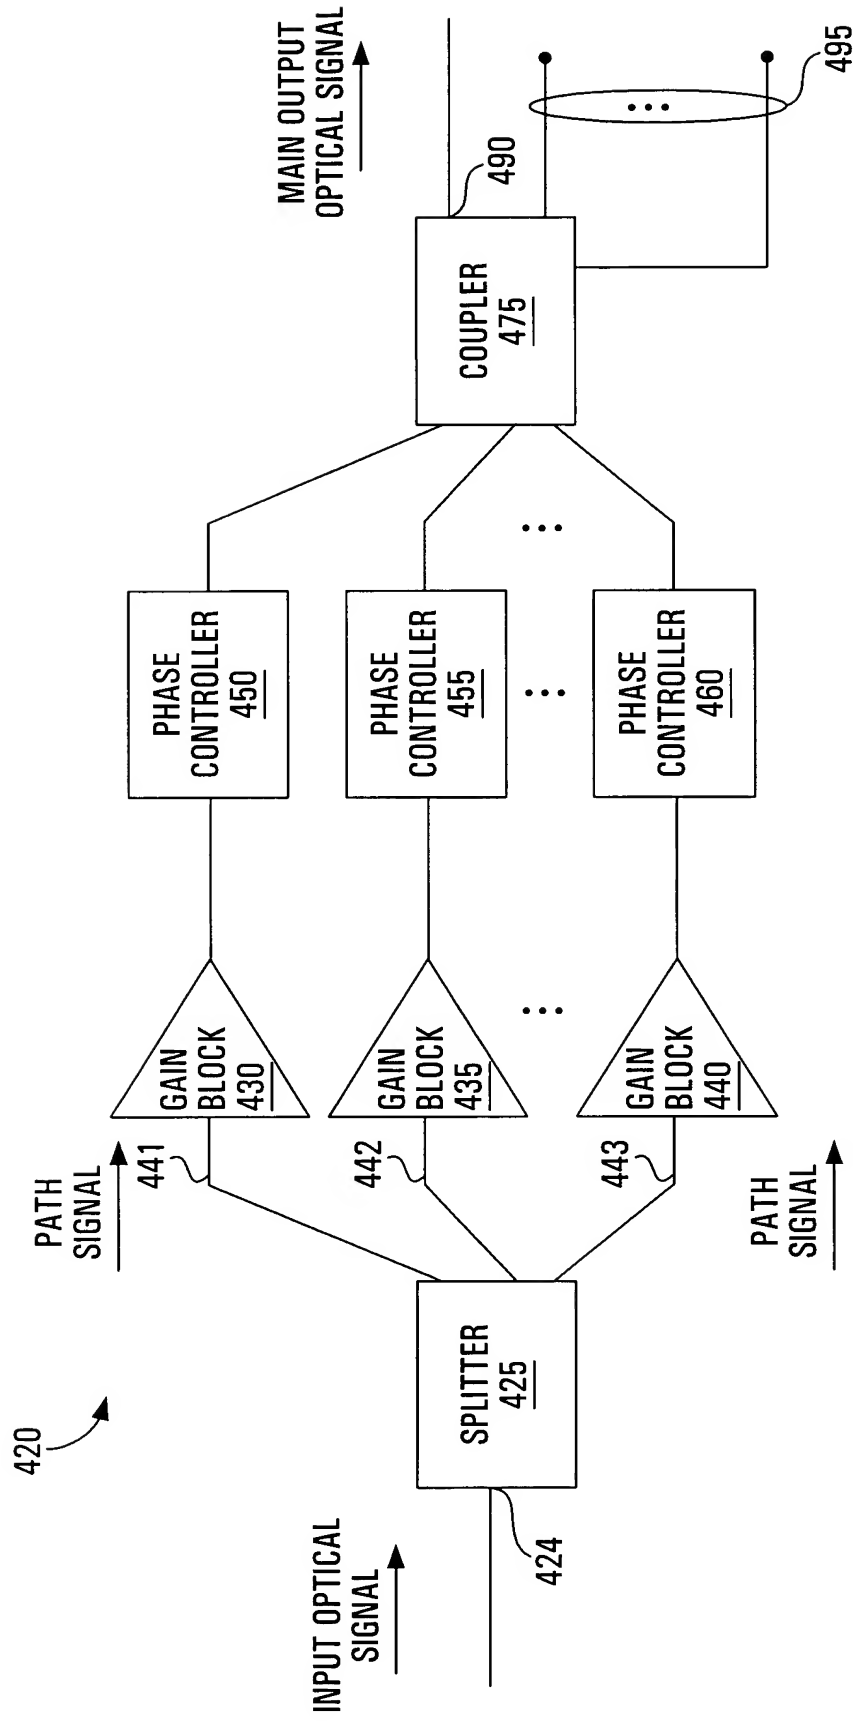 420
INPUT OPTICAL
SIGNAL
424
SPLITTER
425
PATH
SIGNAL
441
442
443
PATH
SIGNAL
GAIN
BLOCK
430
GAIN
BLOCK
435
GAIN
BLOCK
440
PHASE
CONTROLLER
450
PHASE
CONTROLLER
455
PHASE
CONTROLLER
460
COUPLER
475
MAIN OUTPUT
OPTICAL SIGNAL
490
495